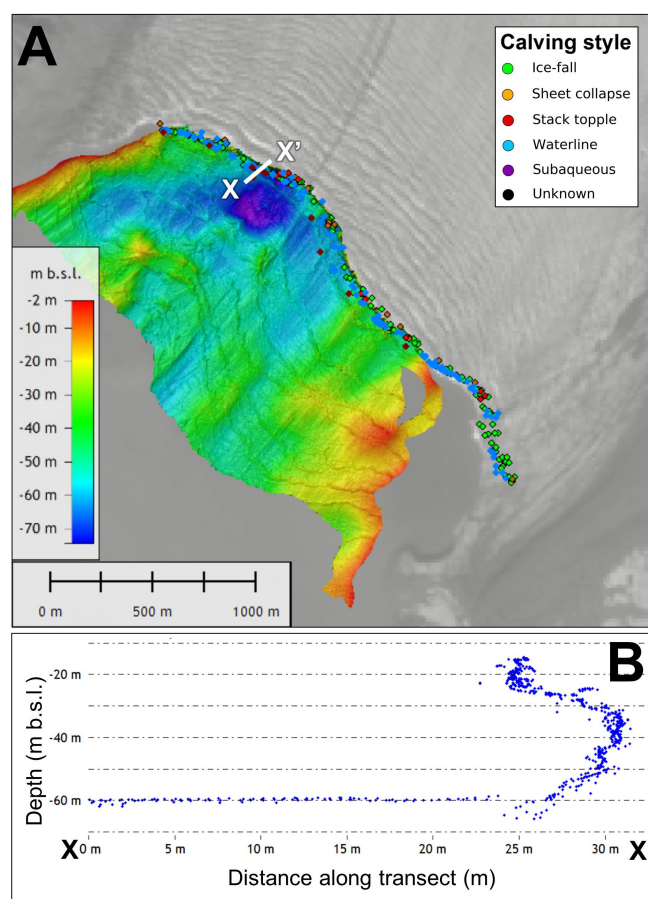 A
Calving style
Ice-fall
Sheet collapse
Stack topple
Waterline
Subaqueous
Unknown
X'
X
m b.s.l.
-2 m
-10 m
-20 m
-30 m
-40 m
-50 m
-60 m
-70 m
0 m 500 m 1000 m
B
Depth (m b.s.l.)
-20 m
-40 m
-60 m
X 0 m 5 m 10 m 15 m 20 m 25 m 30 m X
Distance along transect (m)